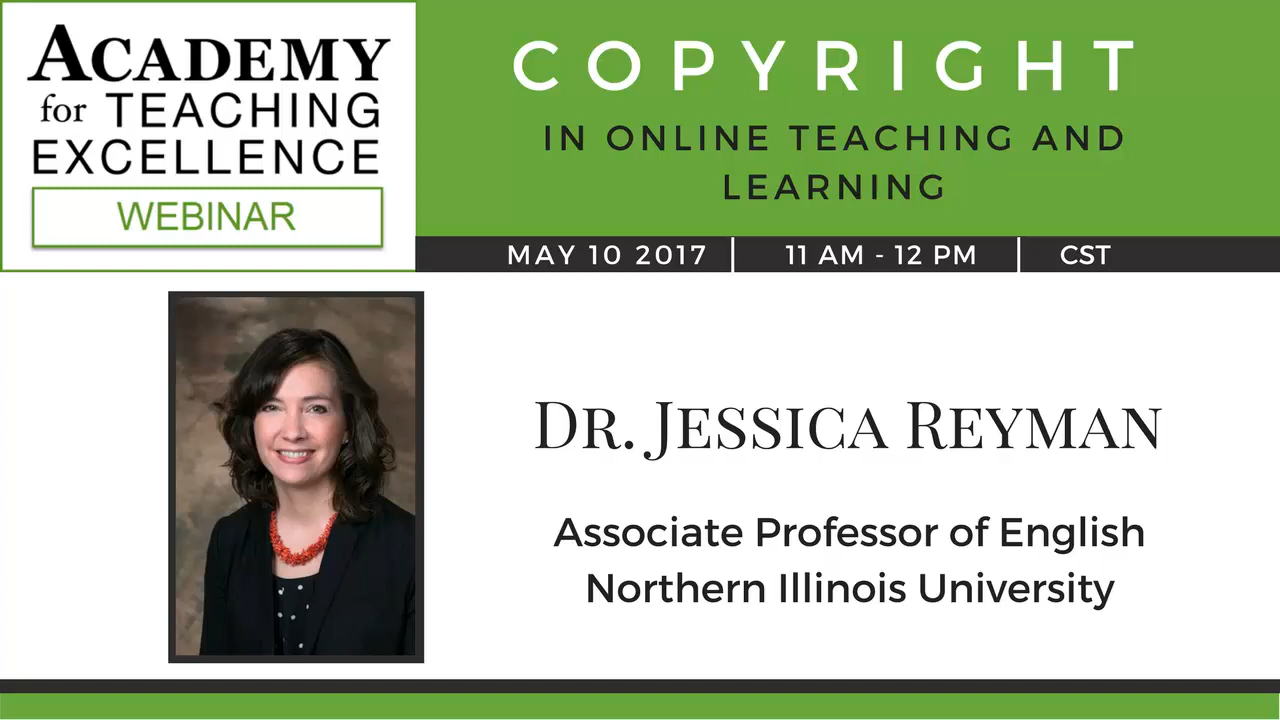 ACADEMY
for TEACHING
EXCELLENCE
WEBINAR
COPYRIGHT
IN ONLINE TEACHING AND
LEARNING
MAY 10 2017 | 11 AM - 12 PM | CST
DR. JESSICA REYMAN
Associate Professor of English
Northern Illinois University